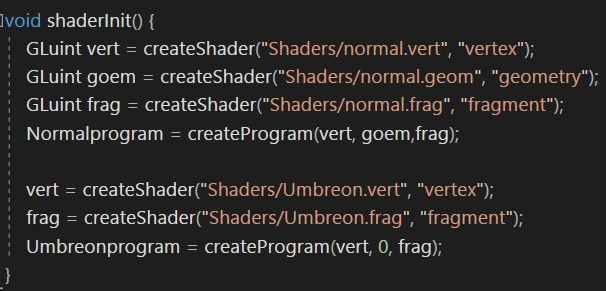 void shaderInit() {
GLuint vert = createShader("Shaders/normal.vert", "vertex");
GLuint goem = createShader("Shaders/normal.geom", "geometry");
GLuint frag = createShader("Shaders/normal.frag", "fragment");
Normalprogram = createProgram(vert, goem,frag);
vert = createShader("Shaders/Umbreon.vert", "vertex");
frag = createShader("Shaders/Umbreon.frag", "fragment");
Umbreonprogram = createProgram(vert, 0, frag);
}